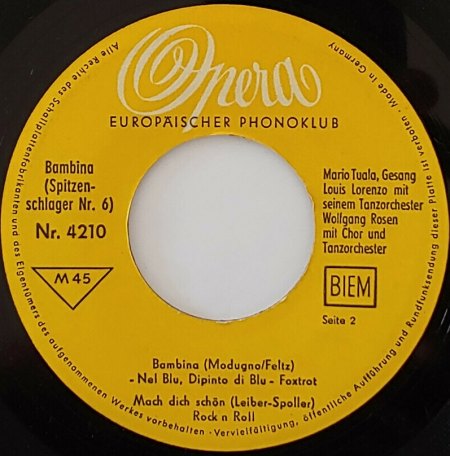 Opera
EUROPÄISCHER PHONOKLUB
Bambina
(Spitzen-
schlager Nr. 6)
Nr. 4210
M 45
Mario Tuala, Gesang
Louis Lorenzo mit
seinem Tanzorchester
Wolfgang Rosen
mit Chor und
Tanzorchester
BIEM
Seite 2
Bambina (Modugno/Feltz)
- Nel Blu, Dipinto di Blu - Foxtrot
Mach dich schön (Leiber-Spoller)
Rock n Roll
Alle Rechte des Schallplattenfabrikanten und des Eigentümers des aufgenommenen Werkes vorbehalten - Vervielfältigung, öffentliche Aufführung und Rundfunksendung dieser Platte ist verboten - Made in Germany